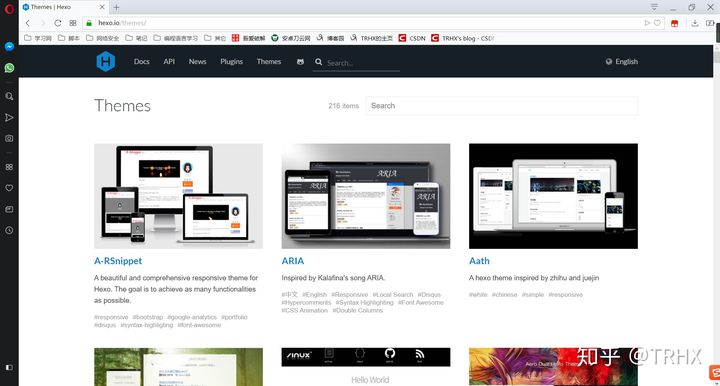 Themes | Hexo
hexo.io/themes/
学习网 脚本 网络安全 笔记 编程语言学习 其它 吾爱破解 安卓刀云网 博客园 TRHX的主页 CSDN TRHX's blog - CSD
Docs API News Plugins Themes Search... English
Themes
216 items Search
A-RSnippet
A beautiful and comprehensive responsive theme for
Hexo. The goal is to achieve as many functionalities
as possible.
#responsive #bootstrap #google-analytics #portfolio
#disqus #syntax-highligting #font-awesome
ARIA
ARIA
Inspired by Kalafina's song ARIA.
#中文 #English #Responsive #Local Search #Disqus
#Hypercomments #Syntax Highlighting #Font Awesome
#CSS Animation #Double Columns
Aath
A hexo theme inspired by zhihu and juejin
#white #chinese #simple #responsive
Hello World
知乎 @TRHX